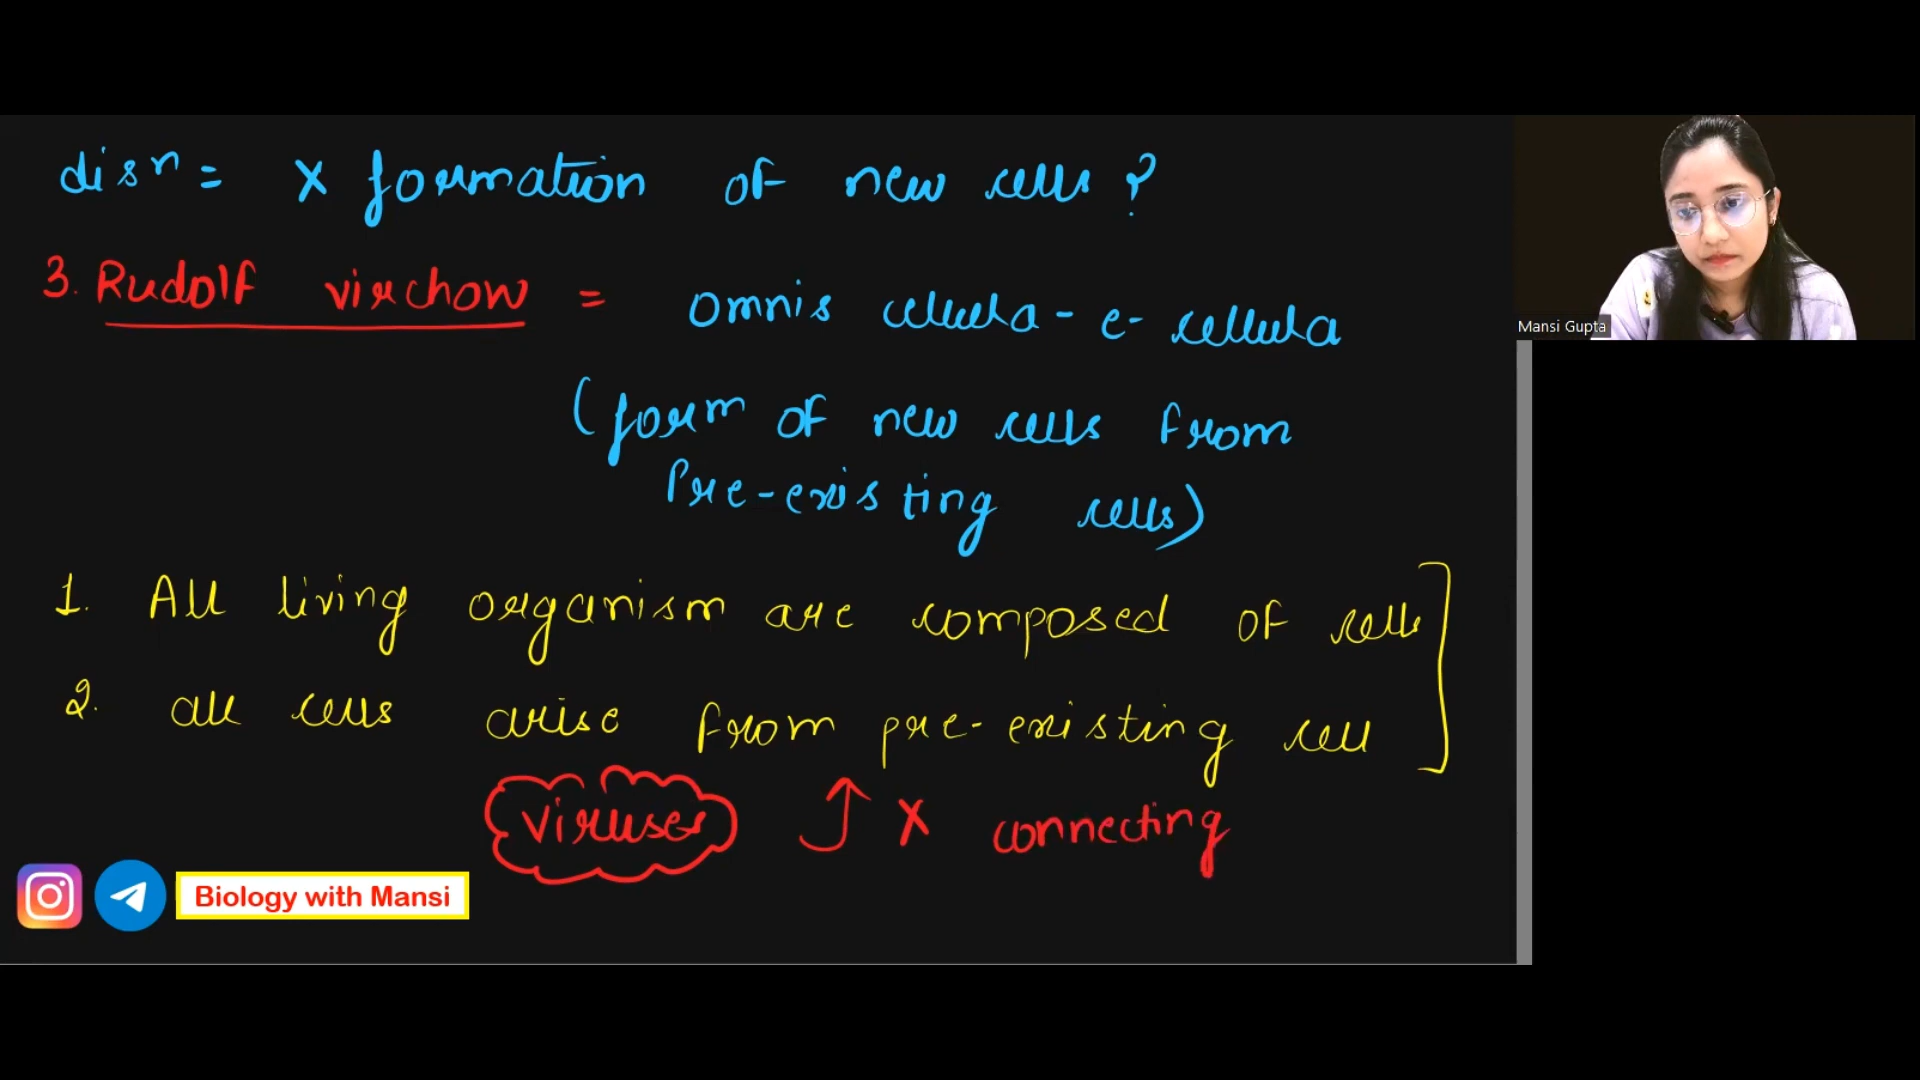 disn = x formation of new cells ?
3. Rudolf virchow = omnis cellula - e - cellula
Mansi Gupta
(form of new cells from
Pre-existing cells)
1. All living organism are composed of cells
2. all cells arise from pre-existing cell
viruses x connecting
Biology with Mansi